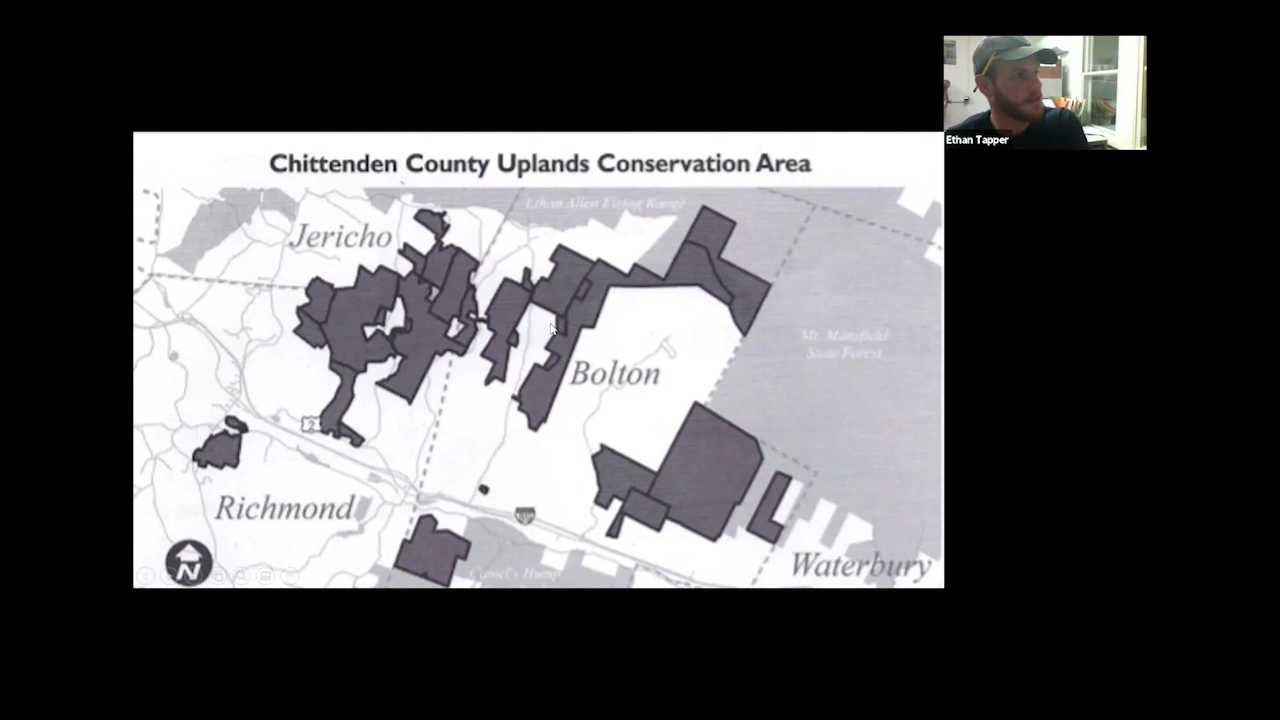 Chittenden County Uplands Conservation Area
Ethan Allen Firing Range
Jericho
Mt. Mansfield
State Forest
Bolton
2
Richmond
Camel's Hump
Waterbury
N
Ethan Tapper